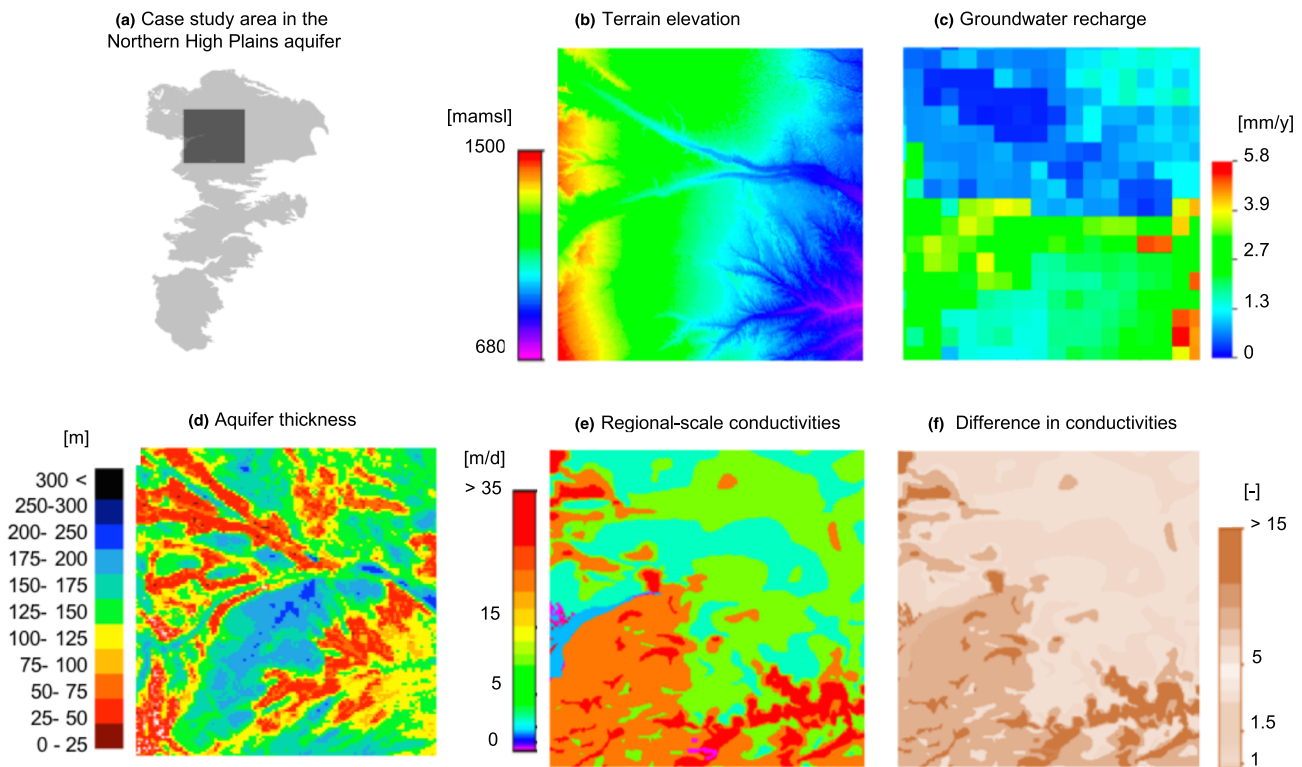 (a) Case study area in the
Northern High Plains aquifer
(b) Terrain elevation
[mamsl]
1500
680
(c) Groundwater recharge
[mm/y]
5.8
3.9
2.7
1.3
0
(d) Aquifer thickness
[m]
300 <
250-300
200- 250
175- 200
150- 175
125- 150
100- 125
75- 100
50- 75
25- 50
0 - 25
(e) Regional-scale conductivities
[m/d]
> 35
15
5
0
(f) Difference in conductivities
[-]
> 15
5
1.5
1